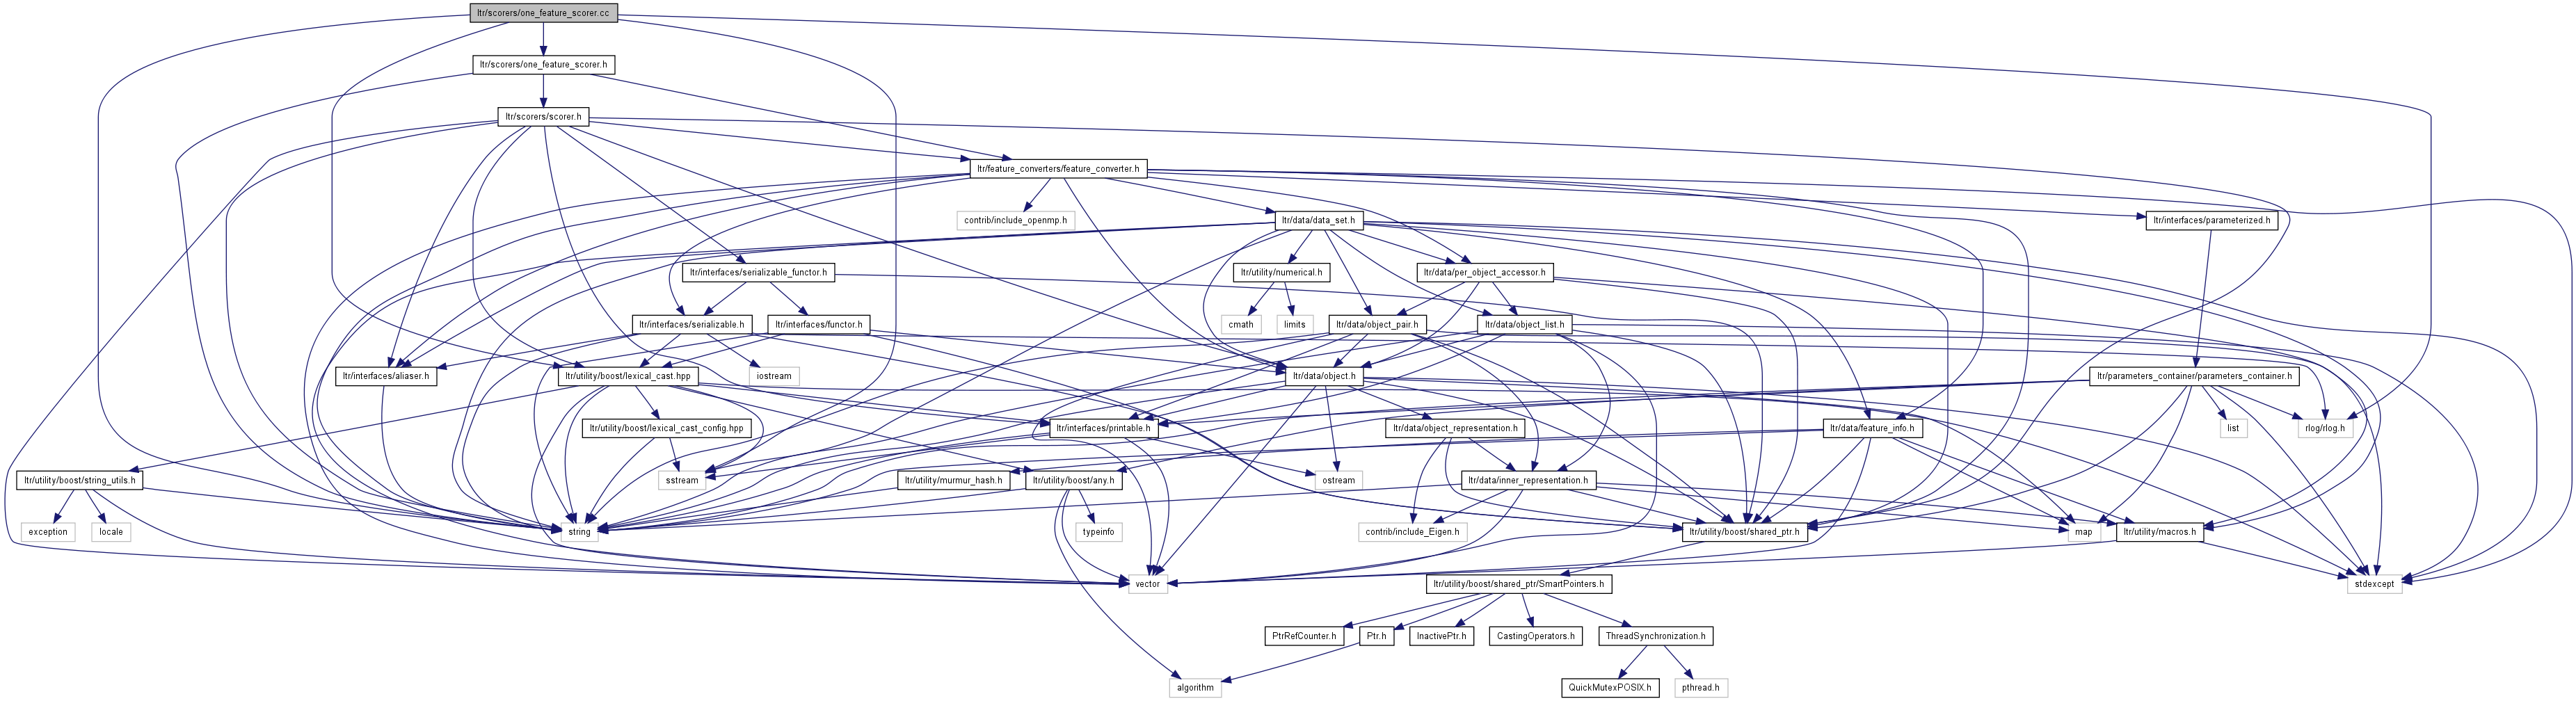 ltr/scorers/one_feature_scorer.cc
ltr/scorers/one_feature_scorer.h
ltr/scorers/scorer.h
ltr/feature_converters/feature_converter.h
contrib/include_openmp.h
ltr/data/data_set.h
ltr/interfaces/parameterized.h
ltr/interfaces/serializable_functor.h
ltr/utility/numerical.h
ltr/data/per_object_accessor.h
ltr/interfaces/serializable.h
ltr/interfaces/functor.h
cmath
limits
ltr/data/object_pair.h
ltr/data/object_list.h
ltr/interfaces/aliaser.h
ltr/utility/boost/lexical_cast.hpp
iostream
ltr/data/object.h
ltr/parameters_container/parameters_container.h
ltr/utility/boost/lexical_cast_config.hpp
ltr/interfaces/printable.h
ltr/data/object_representation.h
ltr/data/feature_info.h
list
rlog/rlog.h
ltr/utility/boost/string_utils.h
sstream
ltr/utility/murmur_hash.h
ltr/utility/boost/any.h
ostream
ltr/data/inner_representation.h
exception
locale
string
typeinfo
contrib/include_Eigen.h
ltr/utility/boost/shared_ptr.h
map
ltr/utility/macros.h
vector
ltr/utility/boost/shared_ptr/SmartPointers.h
stdexcept
PtrRefCounter.h
Ptr.h
InactivePtr.h
CastingOperators.h
ThreadSynchronization.h
algorithm
QuickMutexPOSIX.h
pthread.h